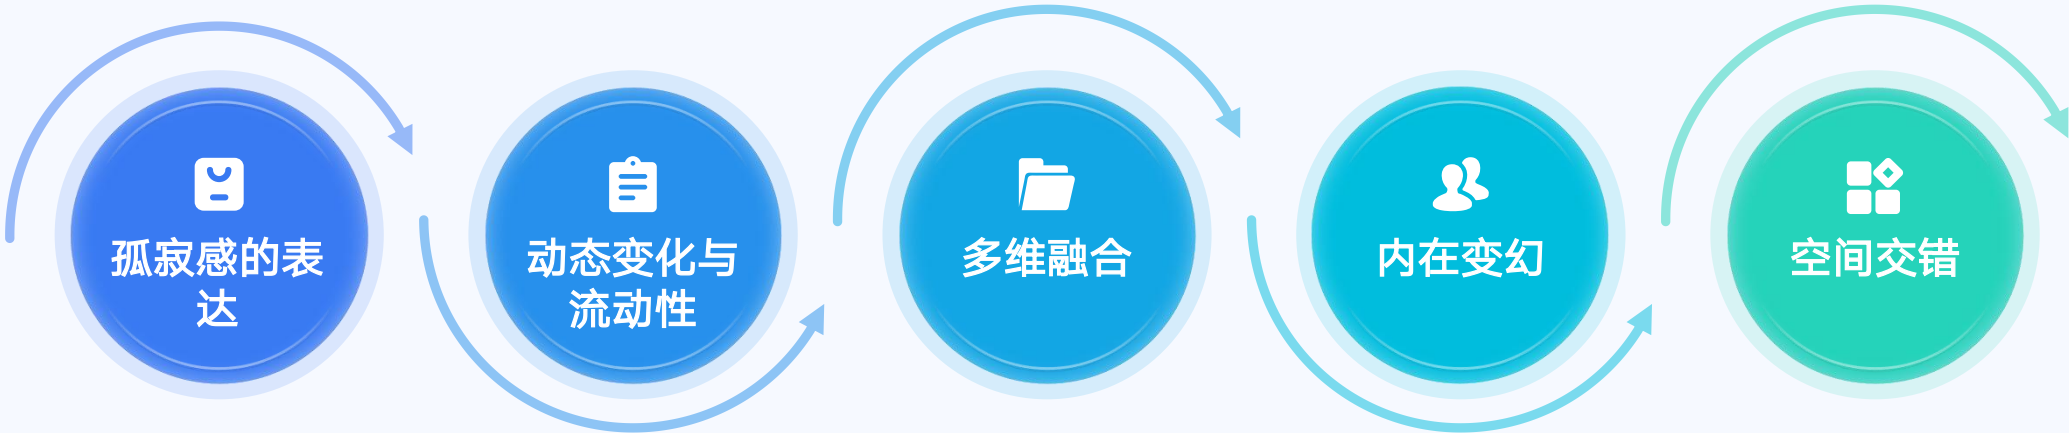 孤寂感的表
达
动态变化与
流动性
多维融合
内在变幻
空间交错